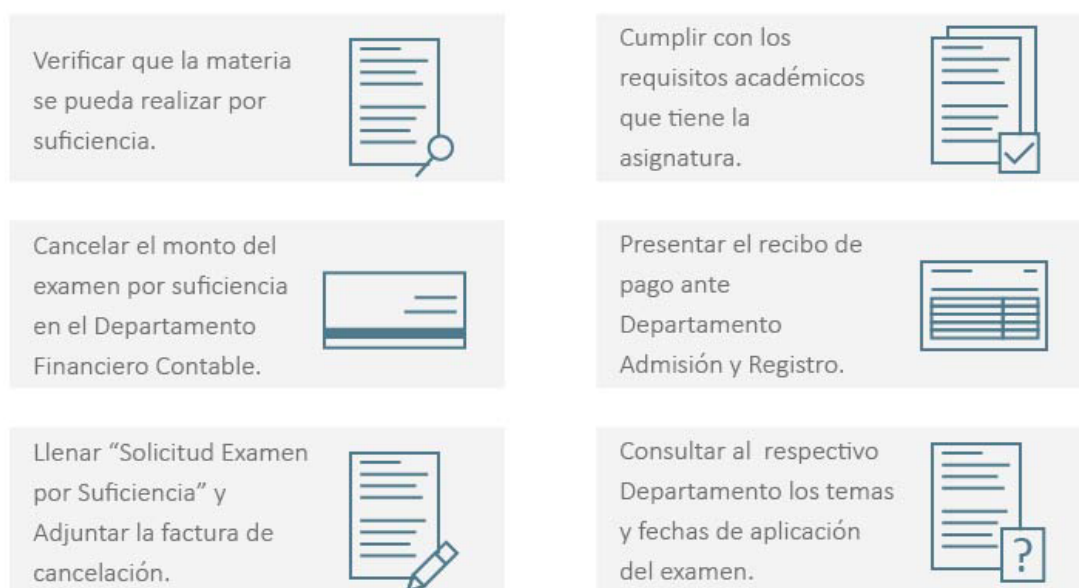 Verificar que la materia
se pueda realizar por
suficiencia.
Cumplir con los
requisitos académicos
que tiene la
asignatura.
Cancelar el monto del
examen por suficiencia
en el Departamento
Financiero Contable.
Presentar el recibo de
pago ante
Departamento
Admisión y Registro.
Llenar “Solicitud Examen
por Suficiencia” y
Adjuntar la factura de
cancelación.
Consultar al respectivo
Departamento los temas
y fechas de aplicación
del examen.
?